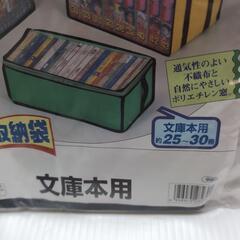 通気性のよい
不織布と
自然にやさしい
ポリエチレン窓
文庫本用
約25~30冊
収納袋
文庫本用